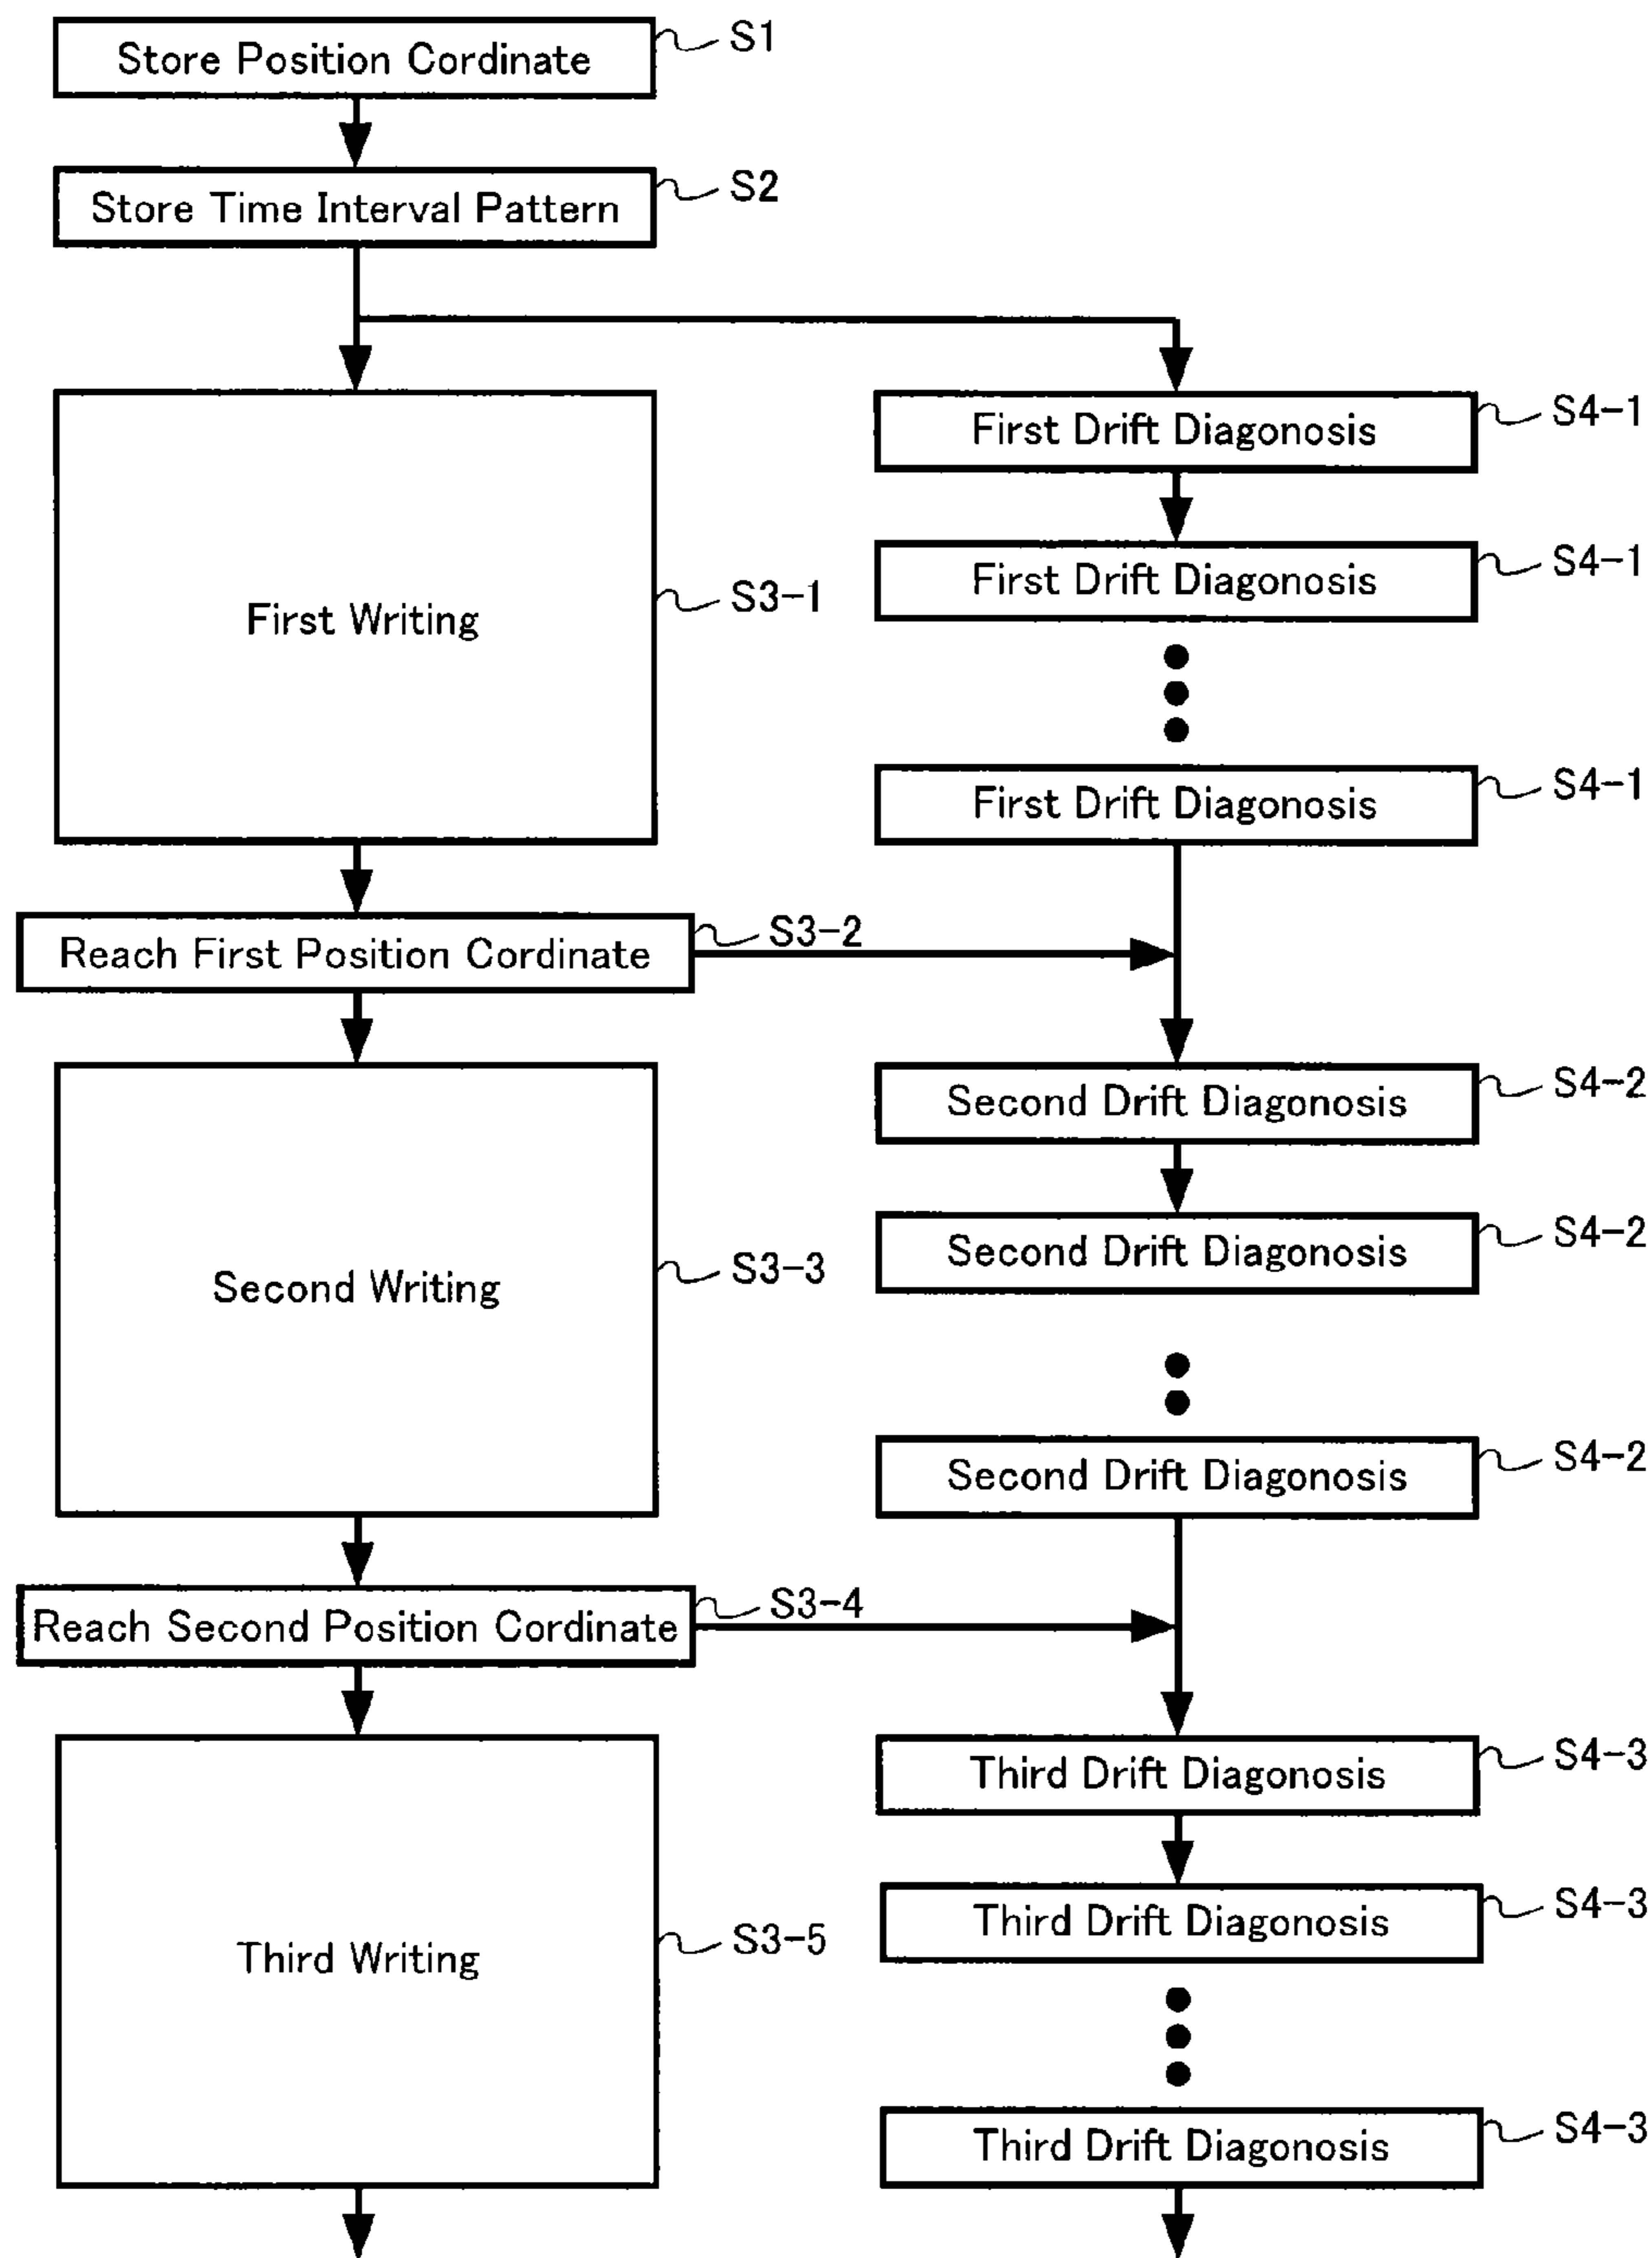 Store Position Cordinate
S1
Store Time Interval Pattern
S2
First Drift Diagonosis
S4-1
First Drift Diagonosis
S4-1
First Writing
S3-1
First Drift Diagonosis
S4-1
Reach First Position Cordinate
S3-2
Second Drift Diagonosis
S4-2
Second Drift Diagonosis
S4-2
Second Writing
S3-3
Second Drift Diagonosis
S4-2
Reach Second Position Cordinate
S3-4
Third Drift Diagonosis
S4-3
Third Drift Diagonosis
S4-3
Third Writing
S3-5
Third Drift Diagonosis
S4-3